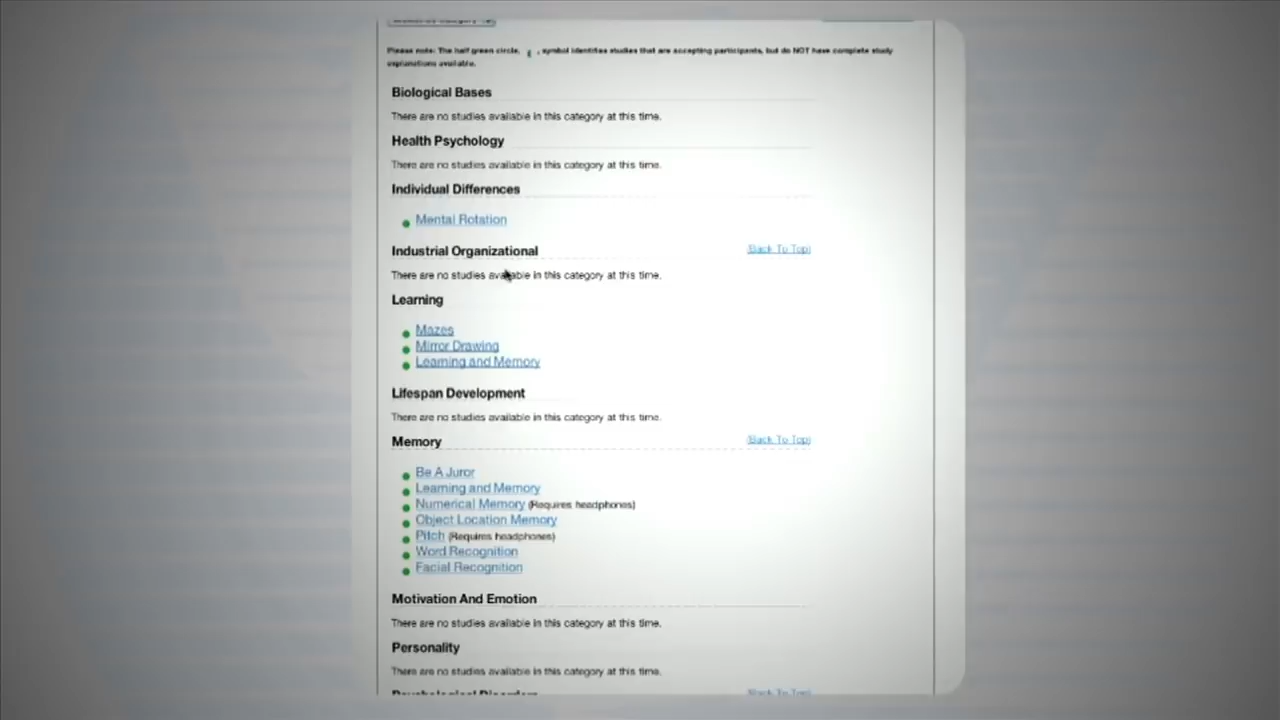 Please note: The half green circle, , symbol identifies studies that are accepting participants, but do NOT have complete study
explanations available.
Biological Bases
There are no studies available in this category at this time.
Health Psychology
There are no studies available in this category at this time.
Individual Differences
Mental Rotation
Industrial Organizational
(Back To Top)
There are no studies available in this category at this time.
Learning
Mazes
Mirror Drawing
Learning and Memory
Lifespan Development
There are no studies available in this category at this time.
Memory
(Back To Top)
Be A Juror
Learning and Memory
Numerical Memory (Requires headphones)
Object Location Memory
Pitch (Requires headphones)
Word Recognition
Facial Recognition
Motivation And Emotion
There are no studies available in this category at this time.
Personality
There are no studies available in this category at this time.
Psychological Disorders
(Back To Top)